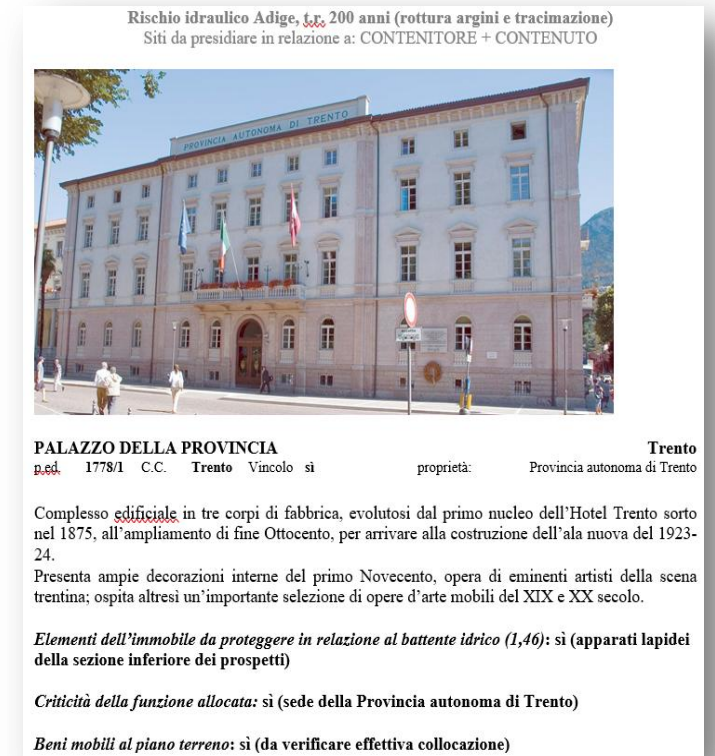 Rischio idraulico Adige, t.r. 200 anni (rottura argini e tracimazione)
Siti da presidiare in relazione a: CONTENITORE + CONTENUTO
PROVINCIA AUTONOMA DI TRENTO
PALAZZO DELLA PROVINCIA Trento
p.ed. 1778/1 C.C. Trento Vincolo sì proprietà: Provincia autonoma di Trento
Complesso edificiale in tre corpi di fabbrica, evolutosi dal primo nucleo dell’Hotel Trento sorto
nel 1875, all’ampliamento di fine Ottocento, per arrivare alla costruzione dell’ala nuova del 1923-
24.
Presenta ampie decorazioni interne del primo Novecento, opera di eminenti artisti della scena
trentina; ospita altresì un’importante selezione di opere d’arte mobili del XIX e XX secolo.
Elementi dell’immobile da proteggere in relazione al battente idrico (1,46): sì (apparati lapidei
della sezione inferiore dei prospetti)
Criticità della funzione allocata: sì (sede della Provincia autonoma di Trento)
Beni mobili al piano terreno: sì (da verificare effettiva collocazione)